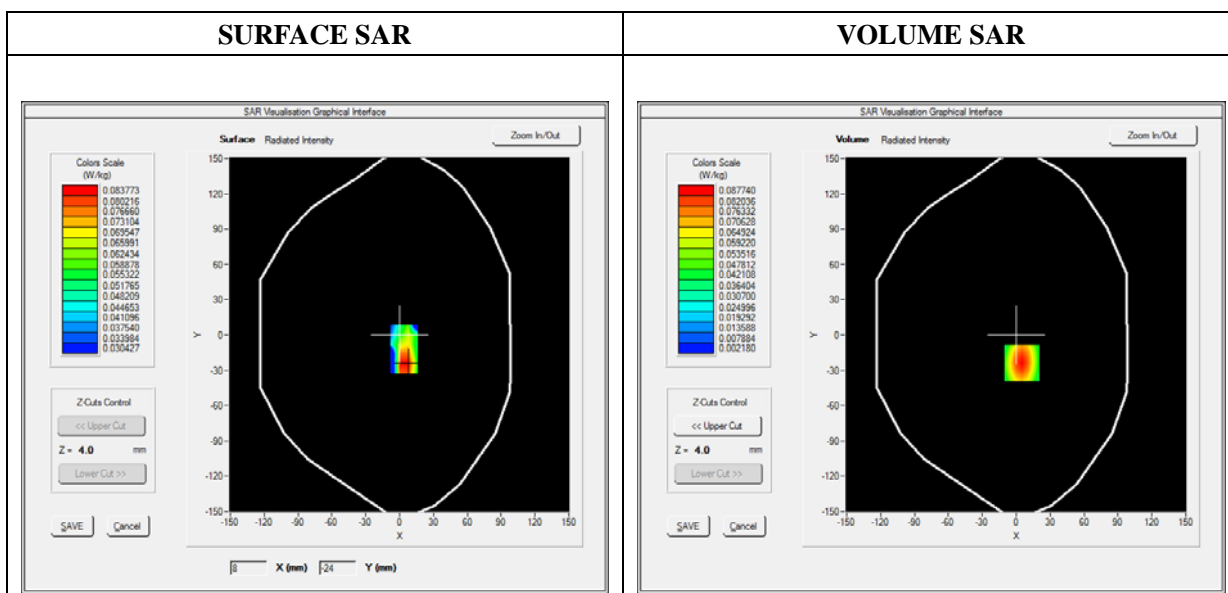 SURFACE SAR
VOLUME SAR
SAR Visualisation Graphical Interface
Surface Radiated Intensity
Zoom In/Out
Colors Scale
(W/kg)
0.083773
0.080216
0.076660
0.073104
0.069547
0.065991
0.062434
0.058878
0.055322
0.051765
0.048209
0.044653
0.041096
0.037540
0.033984
0.030427
Z-Cuts Control
<< Upper Cut
Z = 4.0 mm
Lower Cut >>
SAVE Cancel
150
120
90
60
30
0
-30
-60
-90
-120
-150
Y
-150 -120 -90 -60 -30 0 30 60 90 120 150
X
8 X (mm) -24 Y (mm)
SAR Visualisation Graphical Interface
Volume Radiated Intensity
Zoom In/Out
Colors Scale
(W/kg)
0.087740
0.082036
0.076332
0.070628
0.064924
0.059220
0.053516
0.047812
0.042108
0.036404
0.030700
0.024996
0.019292
0.013588
0.007884
0.002180
Z-Cuts Control
<< Upper Cut
Z = 4.0 mm
Lower Cut >>
SAVE Cancel
150
120
90
60
30
0
-30
-60
-90
-120
-150
Y
-150 -120 -90 -60 -30 0 30 60 90 120 150
X